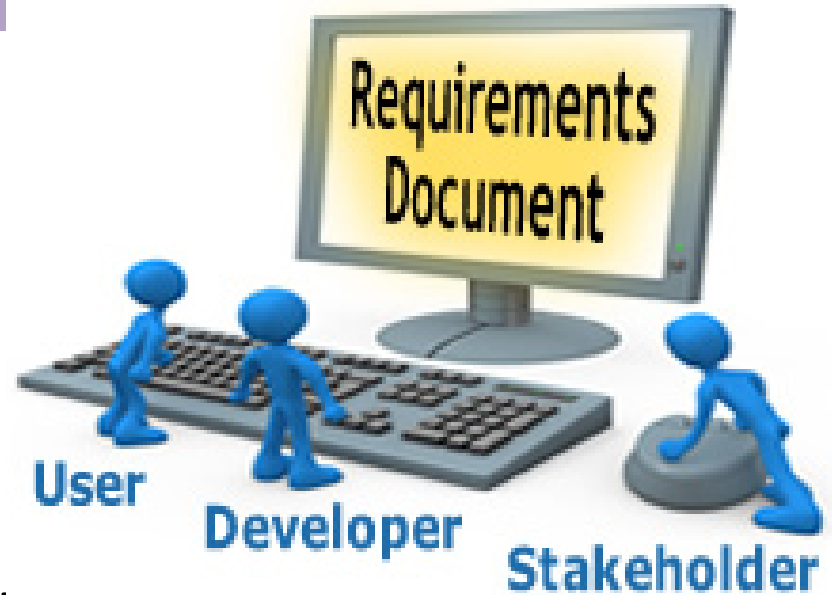 Requirements
Document
User
Developer
Stakeholder